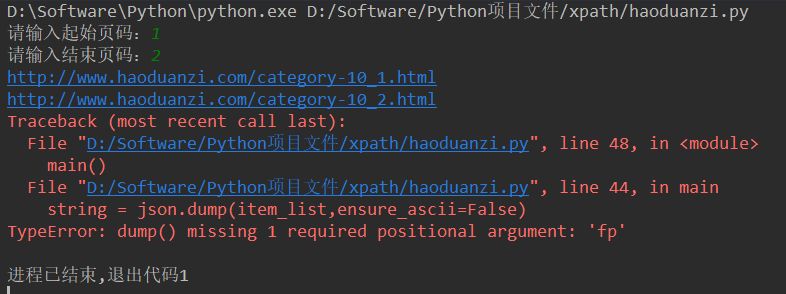 D:\Software\Python\python.exe D:/Software/Python项目文件/xpath/haoduanzi.py
请输入起始页码：1
请输入结束页码：2
http://www.haoduanzi.com/category-10_1.html
http://www.haoduanzi.com/category-10_2.html
Traceback (most recent call last):
  File "D:/Software/Python项目文件/xpath/haoduanzi.py", line 48, in <module>
    main()
  File "D:/Software/Python项目文件/xpath/haoduanzi.py", line 44, in main
    string = json.dump(item_list,ensure_ascii=False)
TypeError: dump() missing 1 required positional argument: 'fp'
进程已结束,退出代码1